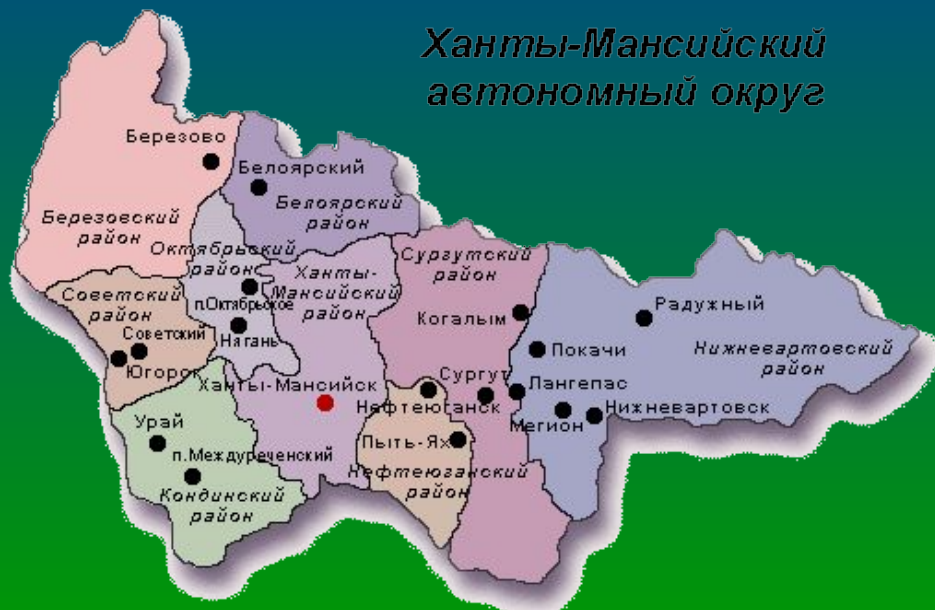 Ханты-Мансийский
автономный округ
Березово
Белоярский
Березовский
район
Белоярский
район
Октябрьский
район
Ханты-
Мансийский
район
Сургутский
район
Советский
район
п.Октябрьское
Когалым
Радужный
Советский
Нягань
Покачи
Нижневартовский
район
Югорск
Ханты-Мансийск
Сургут
Лангепас
Нефтеюганск
Мегион
Нижневартовск
Урай
Пыть-Ях
п.Междуреченский
Нефтеюганский
район
Кондинский
район